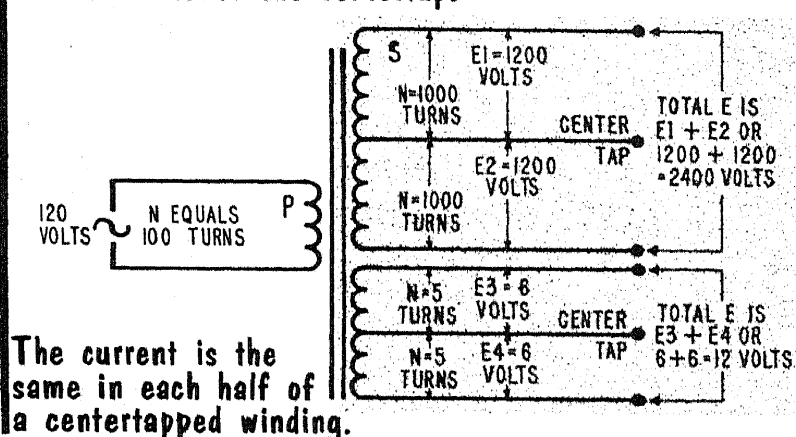 S
E1=1200
VOLTS
N=1000
TURNS
CENTER
TAP
E2=1200
VOLTS
N=1000
TURNS
TOTAL E IS
E1 + E2 OR
1200 + 1200
=2400 VOLTS
120
VOLTS
N EQUALS
100 TURNS
P
N=5
TURNS
E3=6
VOLTS
CENTER
TAP
N=5
TURNS
E4=6
VOLTS
TOTAL E IS
E3 + E4 OR
6+6=12 VOLTS
The current is the
same in each half of
a centertapped winding.